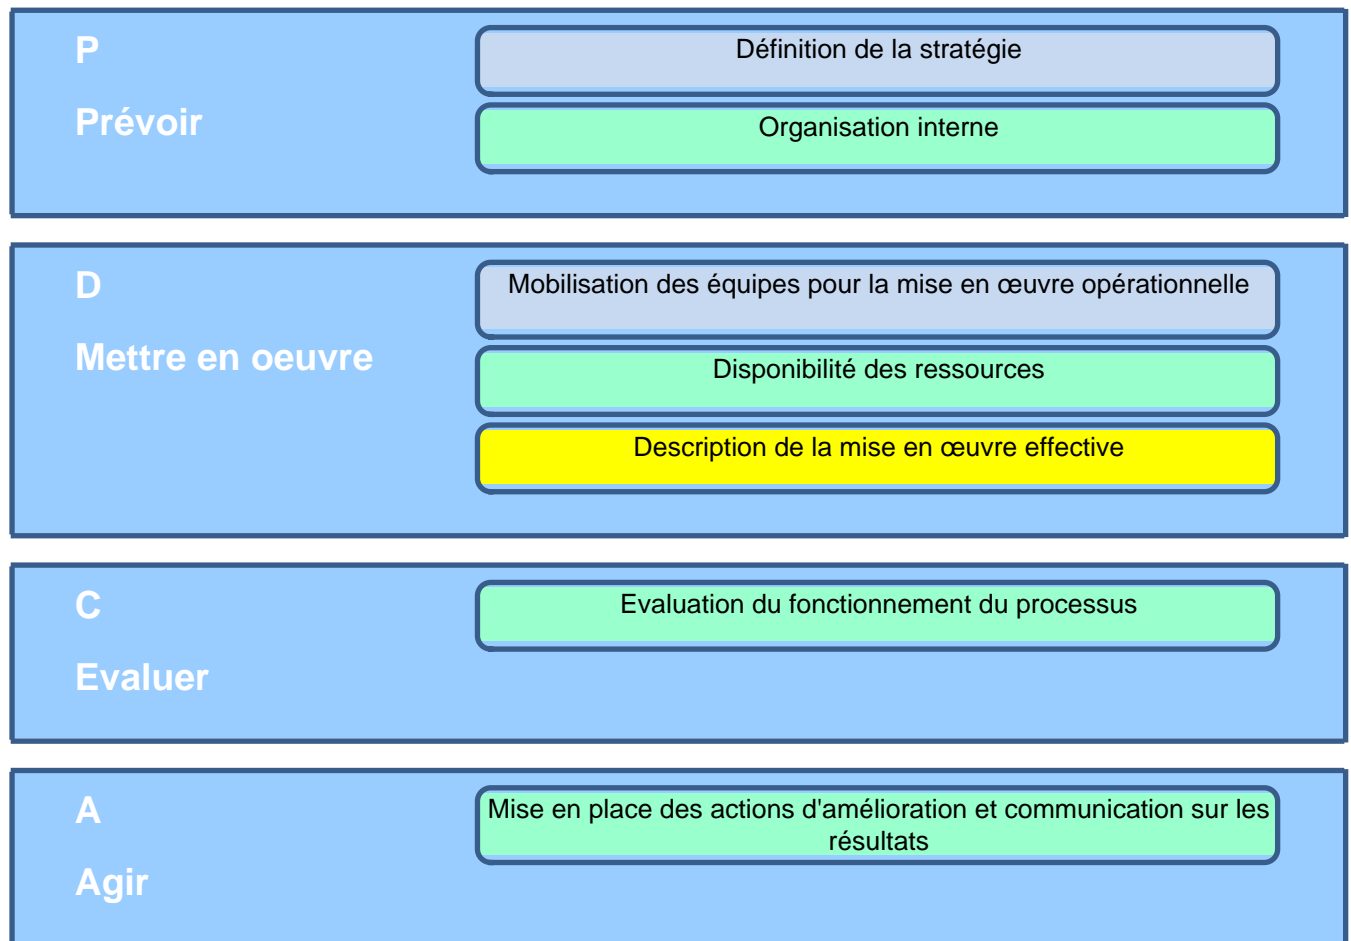 P
Prévoir
Définition de la stratégie
Organisation interne
D
Mettre en oeuvre
Mobilisation des équipes pour la mise en œuvre opérationnelle
Disponibilité des ressources
Description de la mise en œuvre effective
C
Evaluer
Evaluation du fonctionnement du processus
A
Agir
Mise en place des actions d'amélioration et communication sur les
résultats